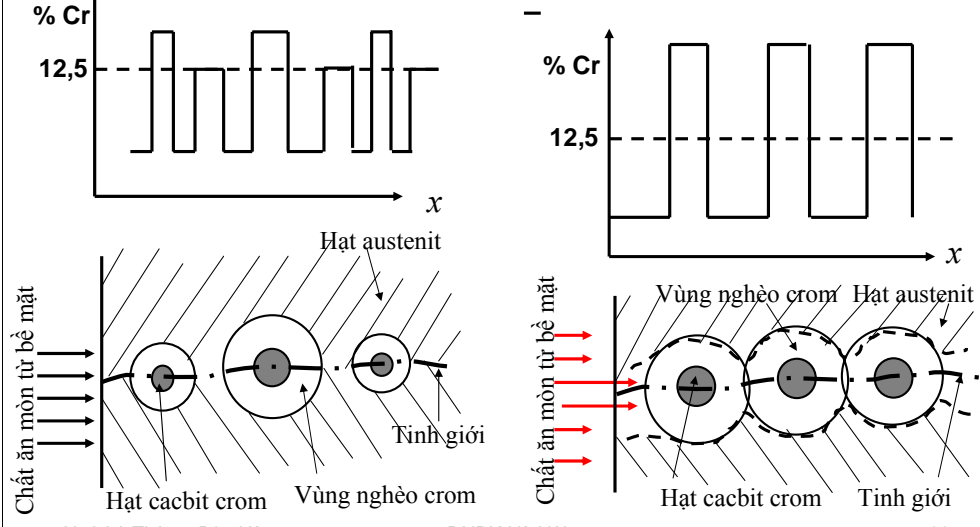 % Cr
12,5
x
Hạt austenit
Chất ăn mòn từ bề mặt
Tinh giới
Hạt cacbit crom
Vùng nghèo crom
% Cr
12,5
x
Vùng nghèo crom
Hạt austenit
Chất ăn mòn từ bề mặt
Hạt cacbit crom
Tinh giới